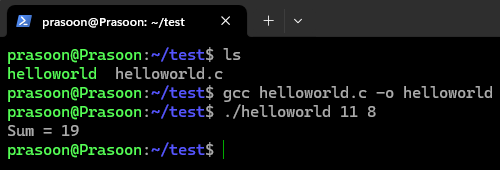 prasoon@Prasoon: ~/test
prasoon@Prasoon:~/test$ ls
helloworld  helloworld.c
prasoon@Prasoon:~/test$ gcc helloworld.c -o helloworld
prasoon@Prasoon:~/test$ ./helloworld 11 8
Sum = 19
prasoon@Prasoon:~/test$